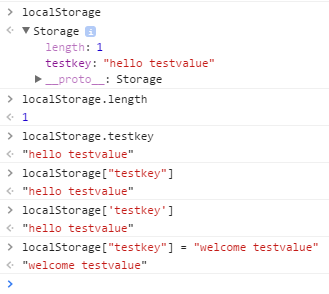 localStorage
Storage i
length: 1
testkey: "hello testvalue"
__proto__: Storage
localStorage.length
1
localStorage.testkey
"hello testvalue"
localStorage["testkey"]
"hello testvalue"
localStorage['testkey']
"hello testvalue"
localStorage["testkey"] = "welcome testvalue"
"welcome testvalue"